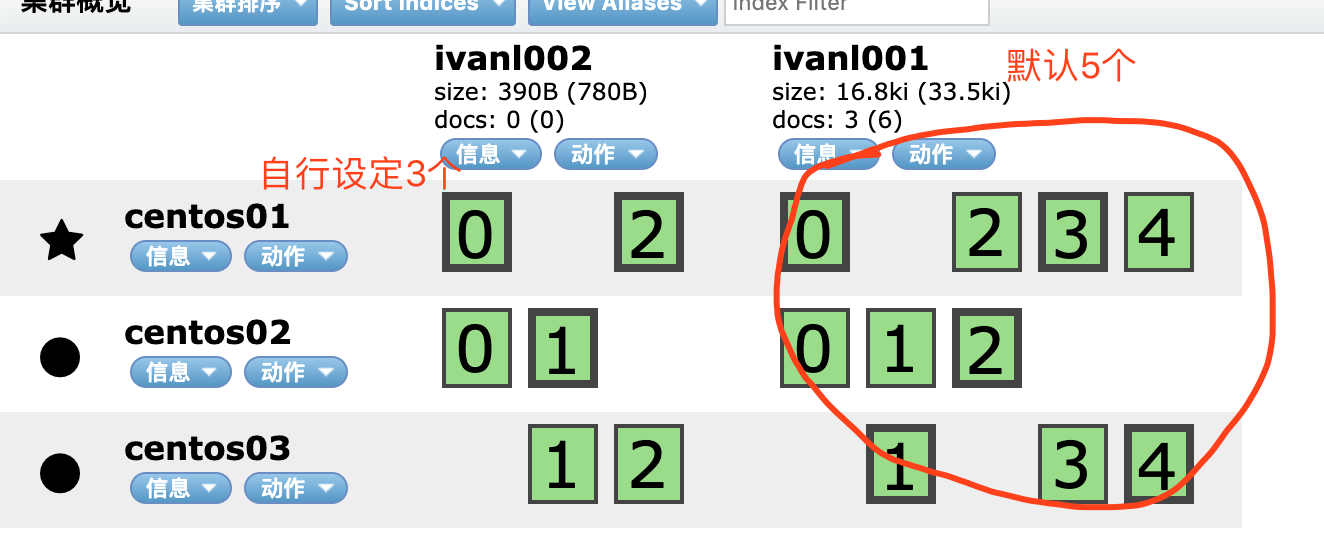 集群概览 集群排序 Sort Indices View Aliases Index Filter
ivanl002 ivanl001 默认5个
size: 390B (780B) size: 16.8ki (33.5ki)
docs: 0 (0) docs: 3 (6)
信息 动作 信息 动作
自行设定3个
centos01 0 2 0 2 3 4
信息 动作
centos02 0 1 0 1 2
信息 动作
centos03 1 2 1 3 4
信息 动作